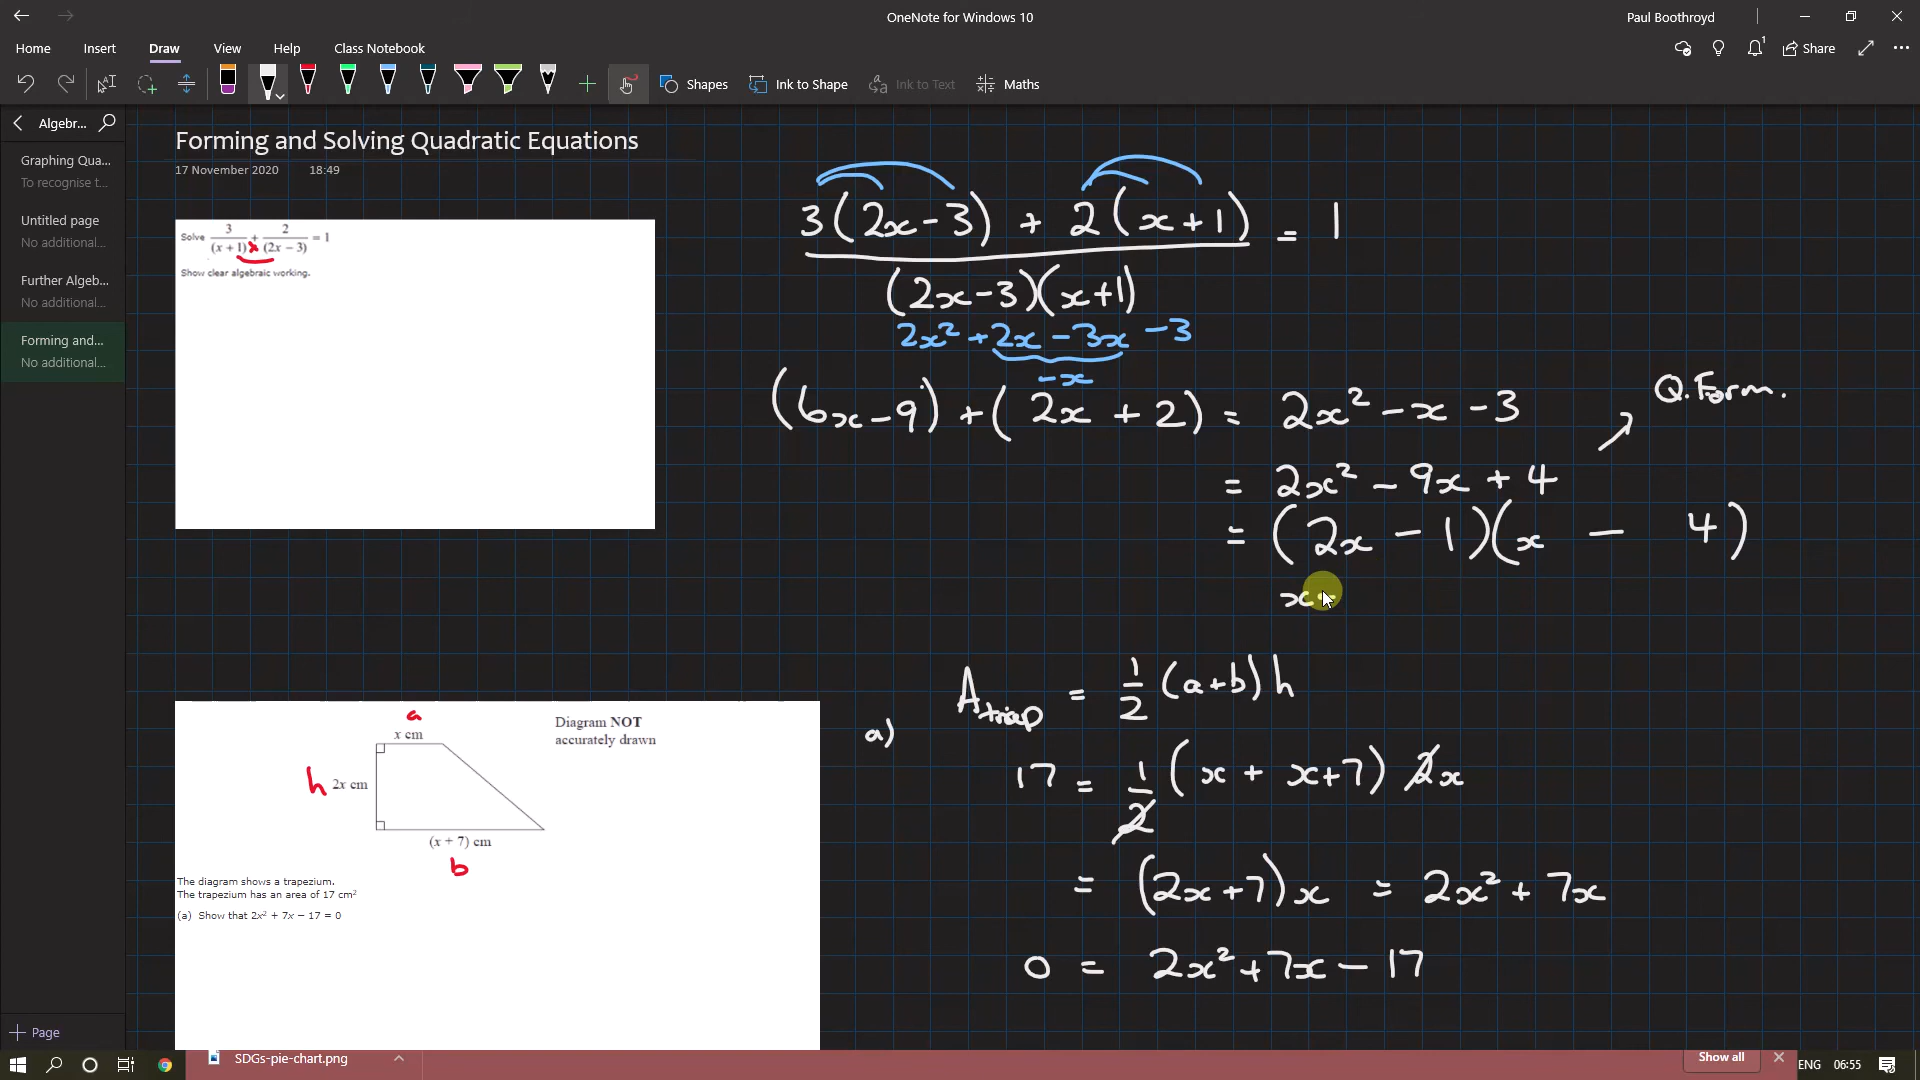 OneNote for Windows 10
Paul Boothroyd
Home Insert Draw View Help Class Notebook
1 Share
Shapes Ink to Shape Ink to Text Maths
Algebr...
Graphing Qua...
To recognise t...
Untitled page
No additional...
Further Algeb...
No additional...
Forming and...
No additional...
Page
Forming and Solving Quadratic Equations
17 November 2020 18:49
Solve 3/(x + 1) + 2/(2x − 3) = 1
x
Show clear algebraic working.
3(2x-3) + 2(x+1) = 1
(2x-3)(x+1)
2x² + 2x - 3x - 3
-x
(6x-9) + (2x + 2) = 2x² - x - 3
Q.Form.
= 2x² - 9x + 4
= (2x - 1)(x - 4)
x
a
x cm
Diagram NOT
accurately drawn
h 2x cm
(x + 7) cm
b
The diagram shows a trapezium.
The trapezium has an area of 17 cm²
(a) Show that 2x² + 7x − 17 = 0
A trap = 1/2 (a+b)h
a)
17 = 1/2 (x + x+7) 2x
= (2x+7)x = 2x² + 7x
0 = 2x² + 7x - 17
SDGs-pie-chart.png
Show all
ENG 06:55